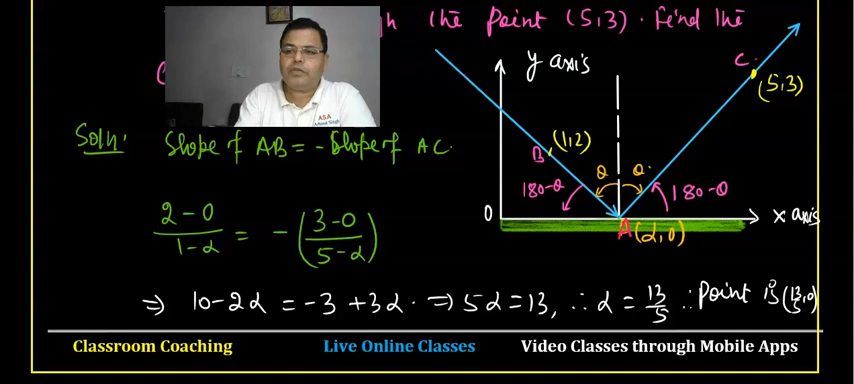 the point (5,3). Find the
Soln:
Slope of AB = - Slope of AC.
2-0/1-α = -(3-0/5-α)
⇒ 10-2α = -3+3α. ⇒ 5α=13, ∴ α = 13/5 ∴ Point is (13/5,0)
y axis
C
(5,3)
B (1,2)
θ θ
180-θ
180-θ
0
x axis
A (α,0)
ASA
Classroom Coaching
Live Online Classes
Video Classes through Mobile Apps